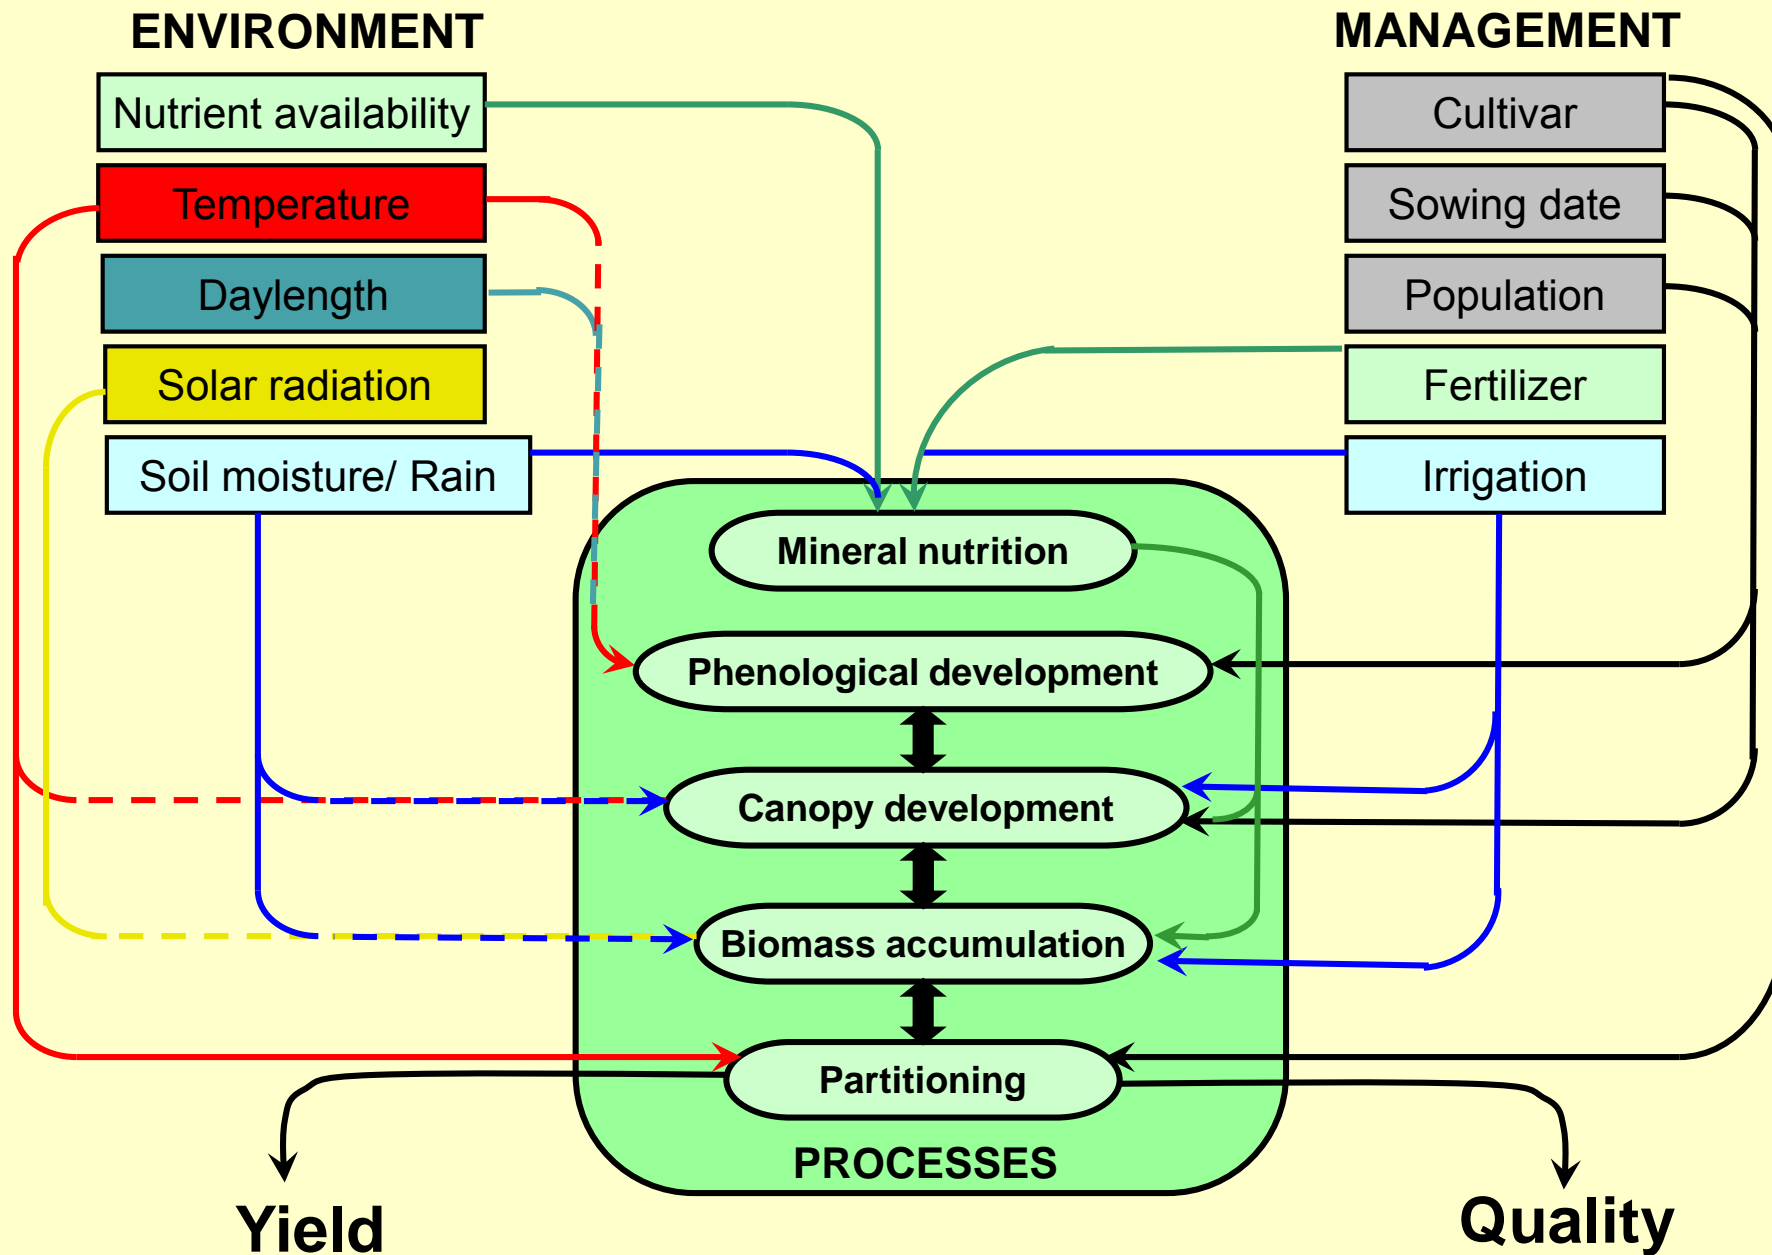 ENVIRONMENT
Nutrient availability
Temperature
Daylength
Solar radiation
Soil moisture/ Rain
MANAGEMENT
Cultivar
Sowing date
Population
Fertilizer
Irrigation
Mineral nutrition
Phenological development
Canopy development
Biomass accumulation
Partitioning
PROCESSES
Yield
Quality